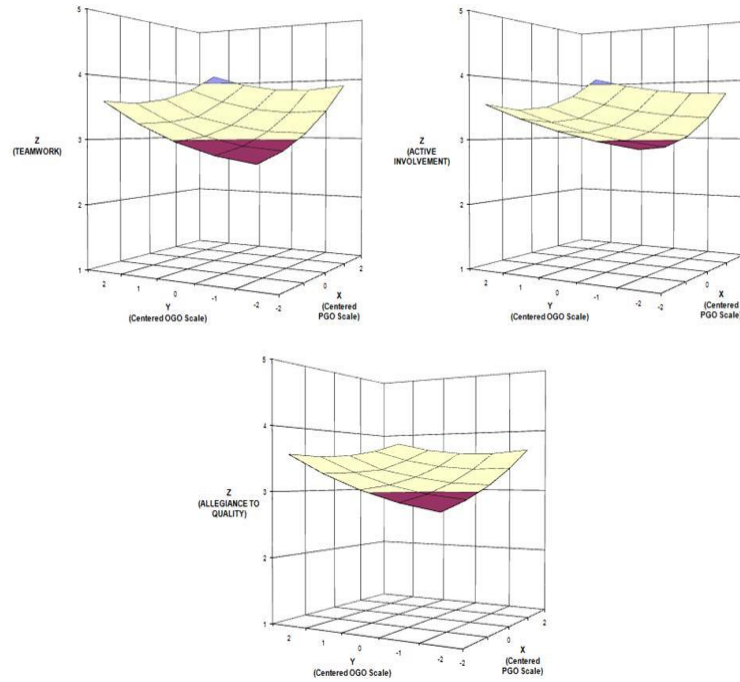 5
4
3
2
1
Z
(TEAMWORK)
2
1
0
-1
-2
Y
(Centered OGO Scale)
-2
0
2
X
(Centered
PGO Scale)
5
4
3
2
1
Z
(ACTIVE
INVOLVEMENT)
2
1
0
-1
-2
Y
(Centered OGO Scale)
-2
0
2
X
(Centered
PGO Scale)
5
4
3
2
1
Z
(ALLEGIANCE TO
QUALITY)
2
1
0
-1
-2
Y
(Centered OGO Scale)
-2
0
2
X
(Centered
PGO Scale)